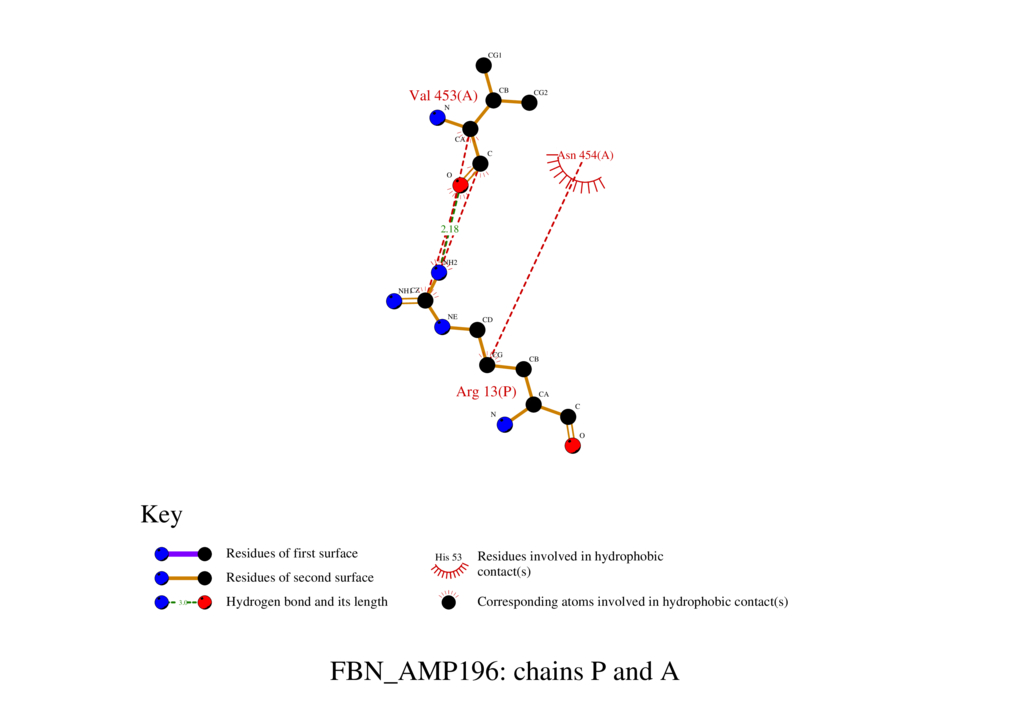 CG1
CB
CG2
Val 453(A)
N
CA
C
Asn 454(A)
O
2.18
NH2
NH1
CZ
NE
CD
CG
CB
Arg 13(P)
CA
N
C
O
Key
Residues of first surface
Residues of second surface
3.0
Hydrogen bond and its length
His 53
Residues involved in hydrophobic
contact(s)
Corresponding atoms involved in hydrophobic contact(s)
FBN_AMP196: chains P and A